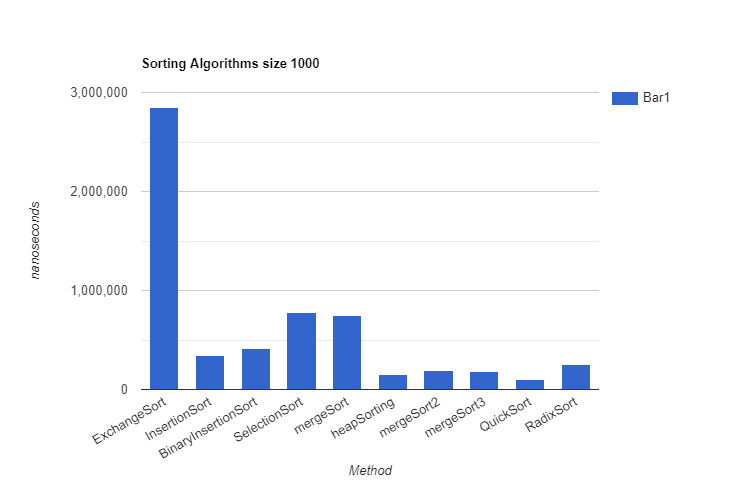 Sorting Algorithms size 1000
Bar1
3,000,000
2,000,000
1,000,000
0
nanoseconds
ExchangeSort
InsertionSort
BinaryInsertionSort
SelectionSort
mergeSort
heapSorting
mergeSort2
mergeSort3
QuickSort
RadixSort
Method